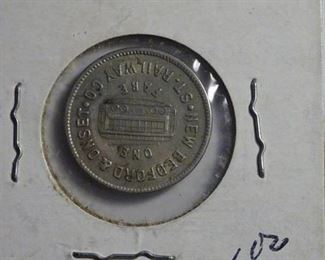 NEW BEDFORD & ONSET
ONE
FARE
ST. RAILWAY CO.